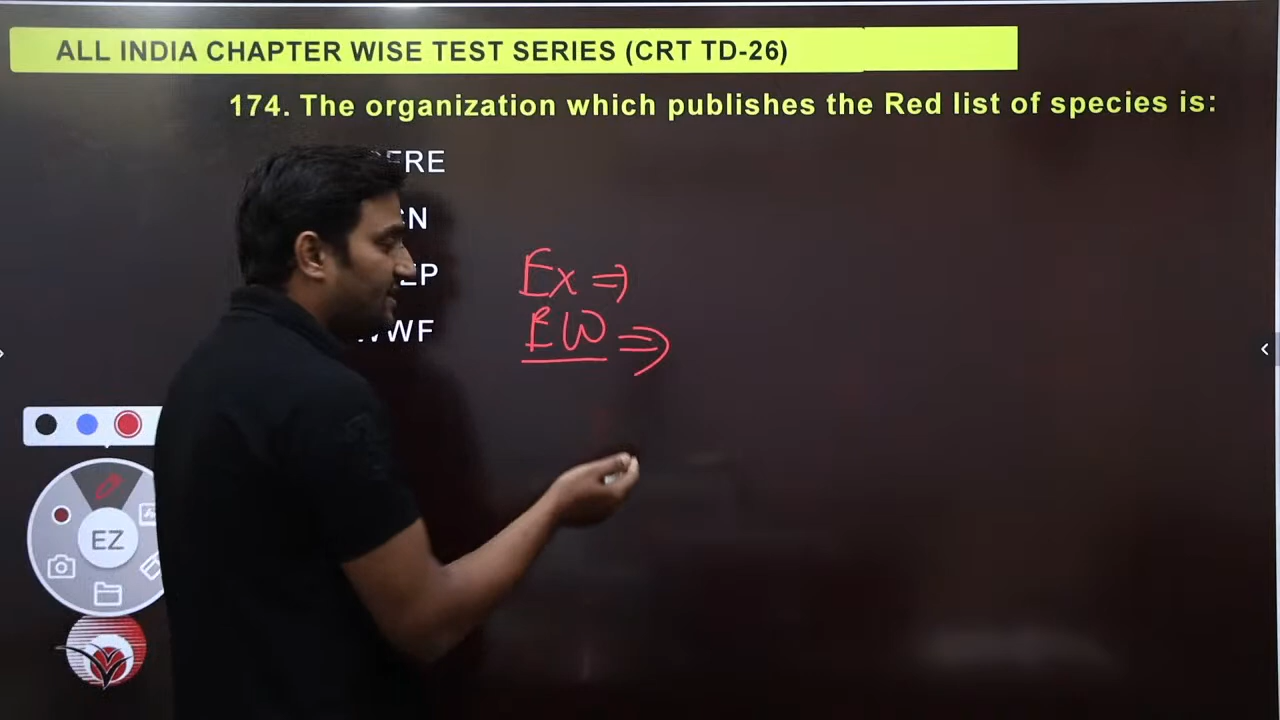 ALL INDIA CHAPTER WISE TEST SERIES (CRT TD-26)
174. The organization which publishes the Red list of species is:
Ex ⇒
EW ⇒
EZ